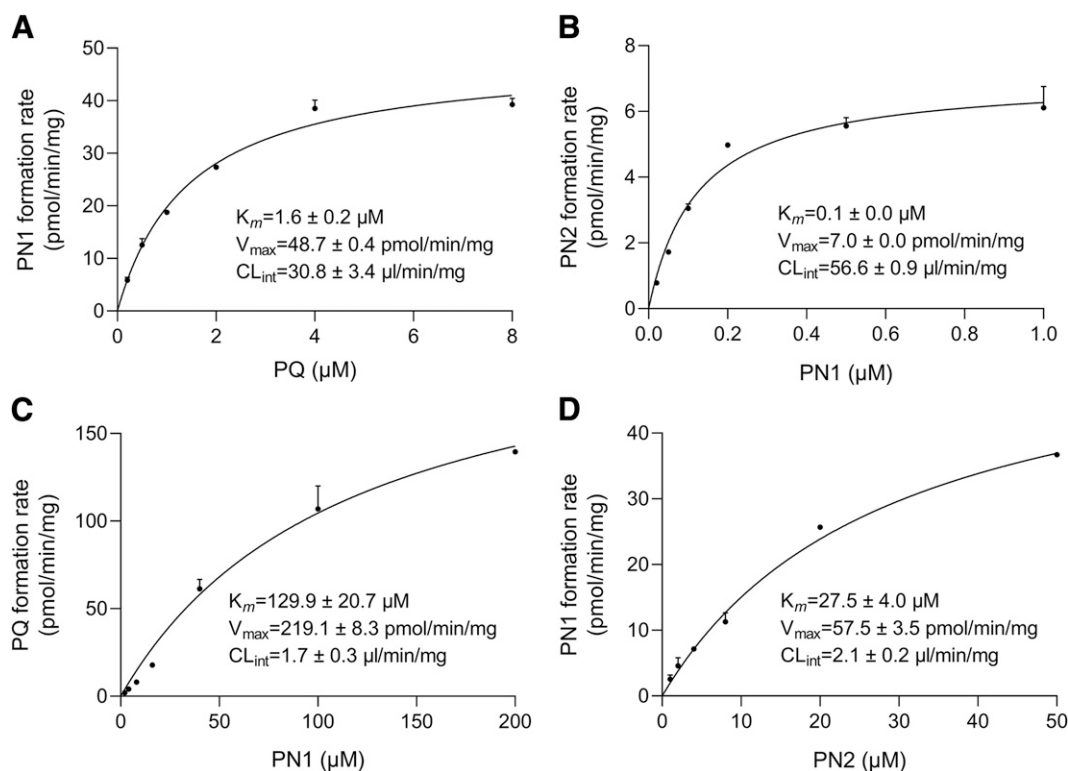 A
PN1 formation rate
(pmol/min/mg)
50
40
30
20
10
0
Km=1.6 ± 0.2 µM
Vmax=48.7 ± 0.4 pmol/min/mg
CLint=30.8 ± 3.4 µl/min/mg
0 2 4 6 8
PQ (µM)
B
PN2 formation rate
(pmol/min/mg)
8
6
4
2
0
Km=0.1 ± 0.0 µM
Vmax=7.0 ± 0.0 pmol/min/mg
CLint=56.6 ± 0.9 µl/min/mg
0.0 0.2 0.4 0.6 0.8 1.0
PN1 (µM)
C
PQ formation rate
(pmol/min/mg)
150
100
50
0
Km=129.9 ± 20.7 µM
Vmax=219.1 ± 8.3 pmol/min/mg
CLint=1.7 ± 0.3 µl/min/mg
0 50 100 150 200
PN1 (µM)
D
PN1 formation rate
(pmol/min/mg)
40
30
20
10
0
Km=27.5 ± 4.0 µM
Vmax=57.5 ± 3.5 pmol/min/mg
CLint=2.1 ± 0.2 µl/min/mg
0 10 20 30 40 50
PN2 (µM)